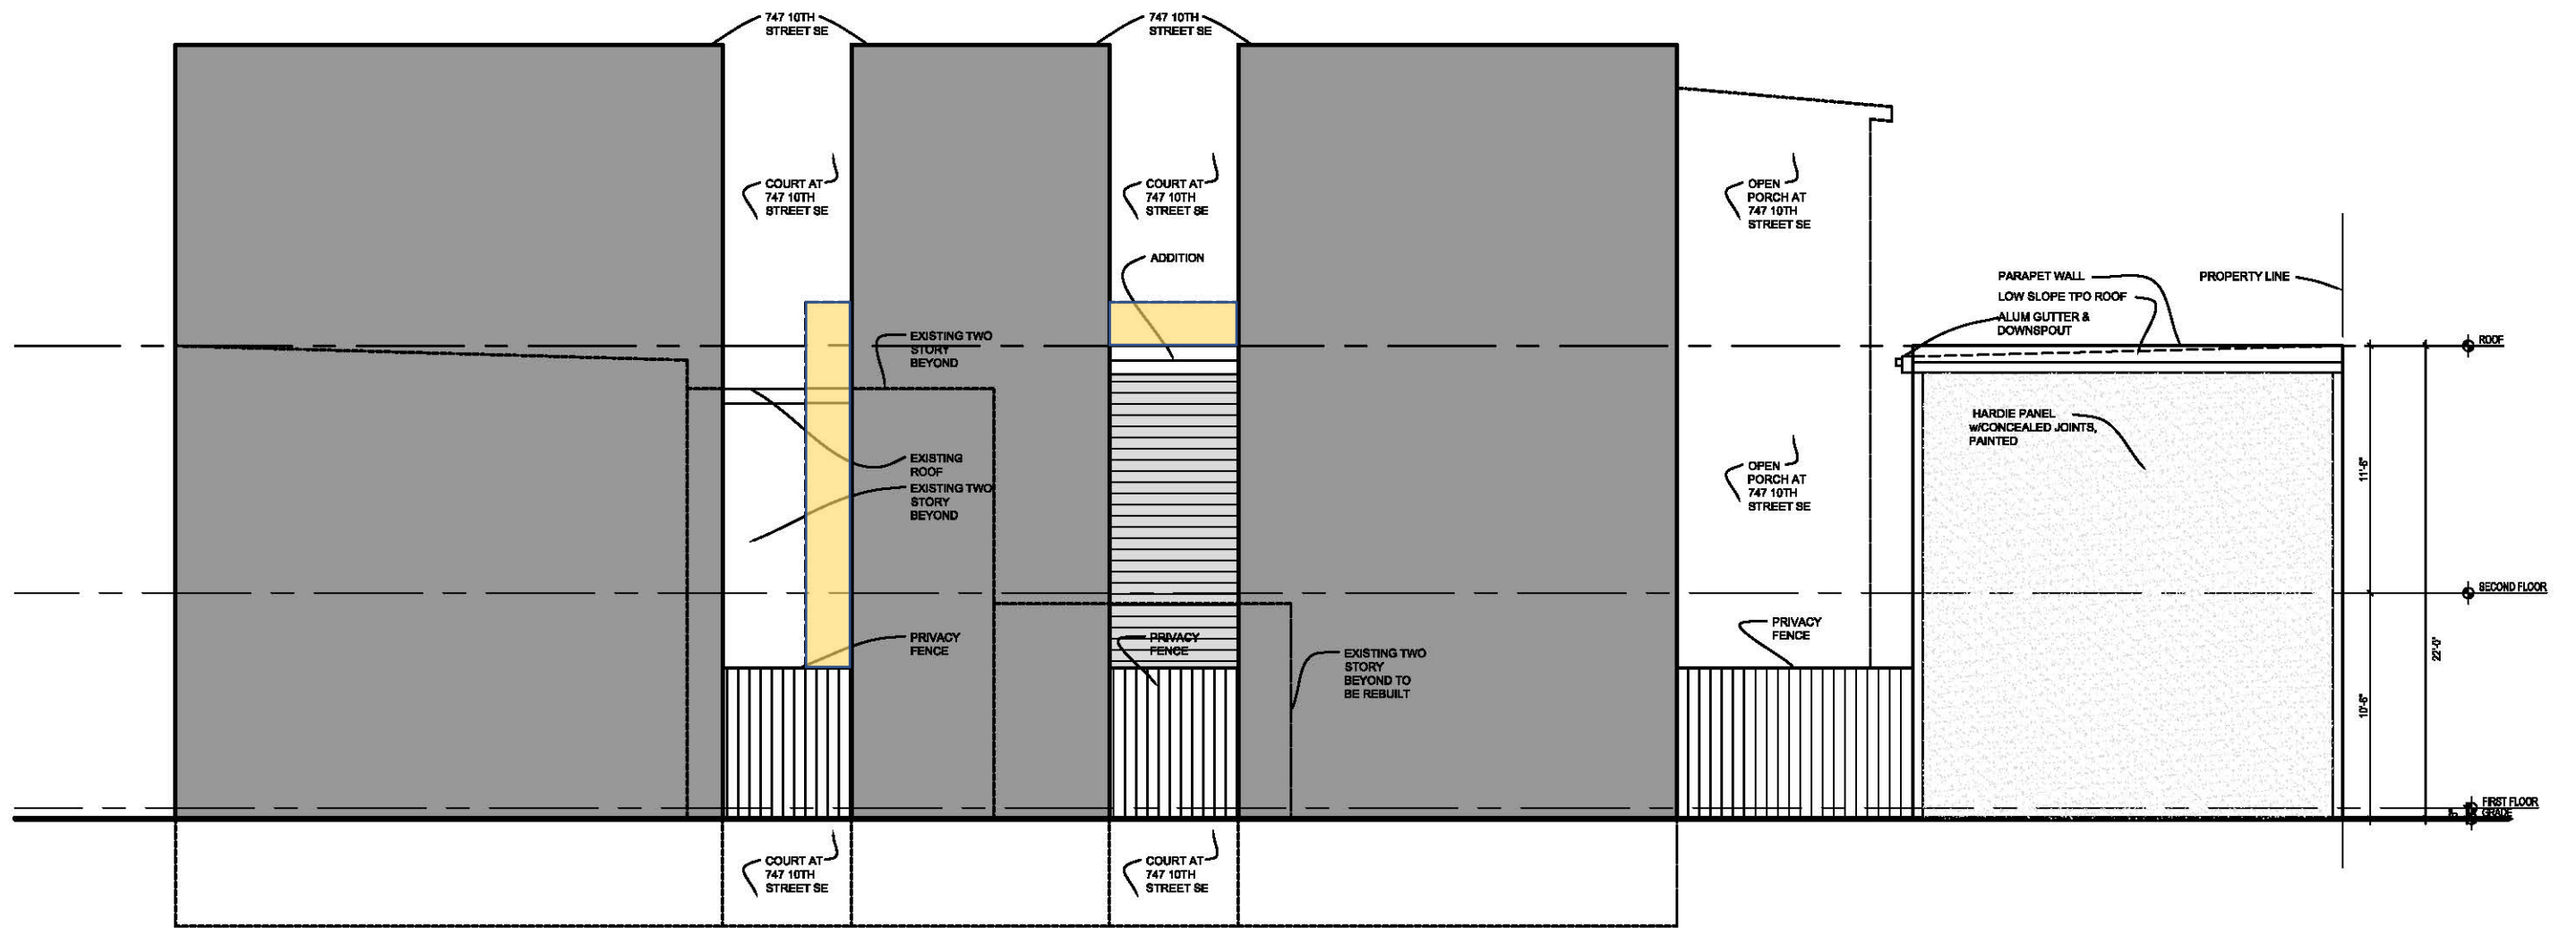 747 10TH
STREET SE
747 10TH
STREET SE
COURT AT
747 10TH
STREET SE
COURT AT
747 10TH
STREET SE
OPEN
PORCH AT
747 10TH
STREET SE
ADDITION
PARAPET WALL
PROPERTY LINE
LOW SLOPE TPO ROOF
ALUM GUTTER &
DOWNSPOUT
EXISTING TWO
STORY
BEYOND
ROOF
HARDIE PANEL
w/CONCEALED JOINTS,
PAINTED
EXISTING
ROOF
EXISTING TWO
STORY
BEYOND
OPEN
PORCH AT
747 10TH
STREET SE
11'-6"
SECOND FLOOR
PRIVACY
FENCE
PRIVACY
FENCE
PRIVACY
FENCE
EXISTING TWO
STORY
BEYOND TO
BE REBUILT
22'-0"
10'-6"
FIRST FLOOR
GRADE
COURT AT
747 10TH
STREET SE
COURT AT
747 10TH
STREET SE